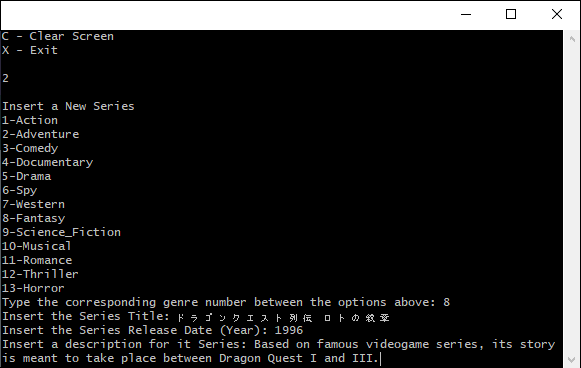 C - Clear Screen
X - Exit
2
Insert a New Series
1-Action
2-Adventure
3-Comedy
4-Documentary
5-Drama
6-Spy
7-Western
8-Fantasy
9-Science_Fiction
10-Musical
11-Romance
12-Thriller
13-Horror
Type the corresponding genre number between the options above: 8
Insert the Series Title: ドラゴンクエスト列伝 ロトの紋章
Insert the Series Release Date (Year): 1996
Insert a description for it Series: Based on famous videogame series, its story
is meant to take place between Dragon Quest I and III.